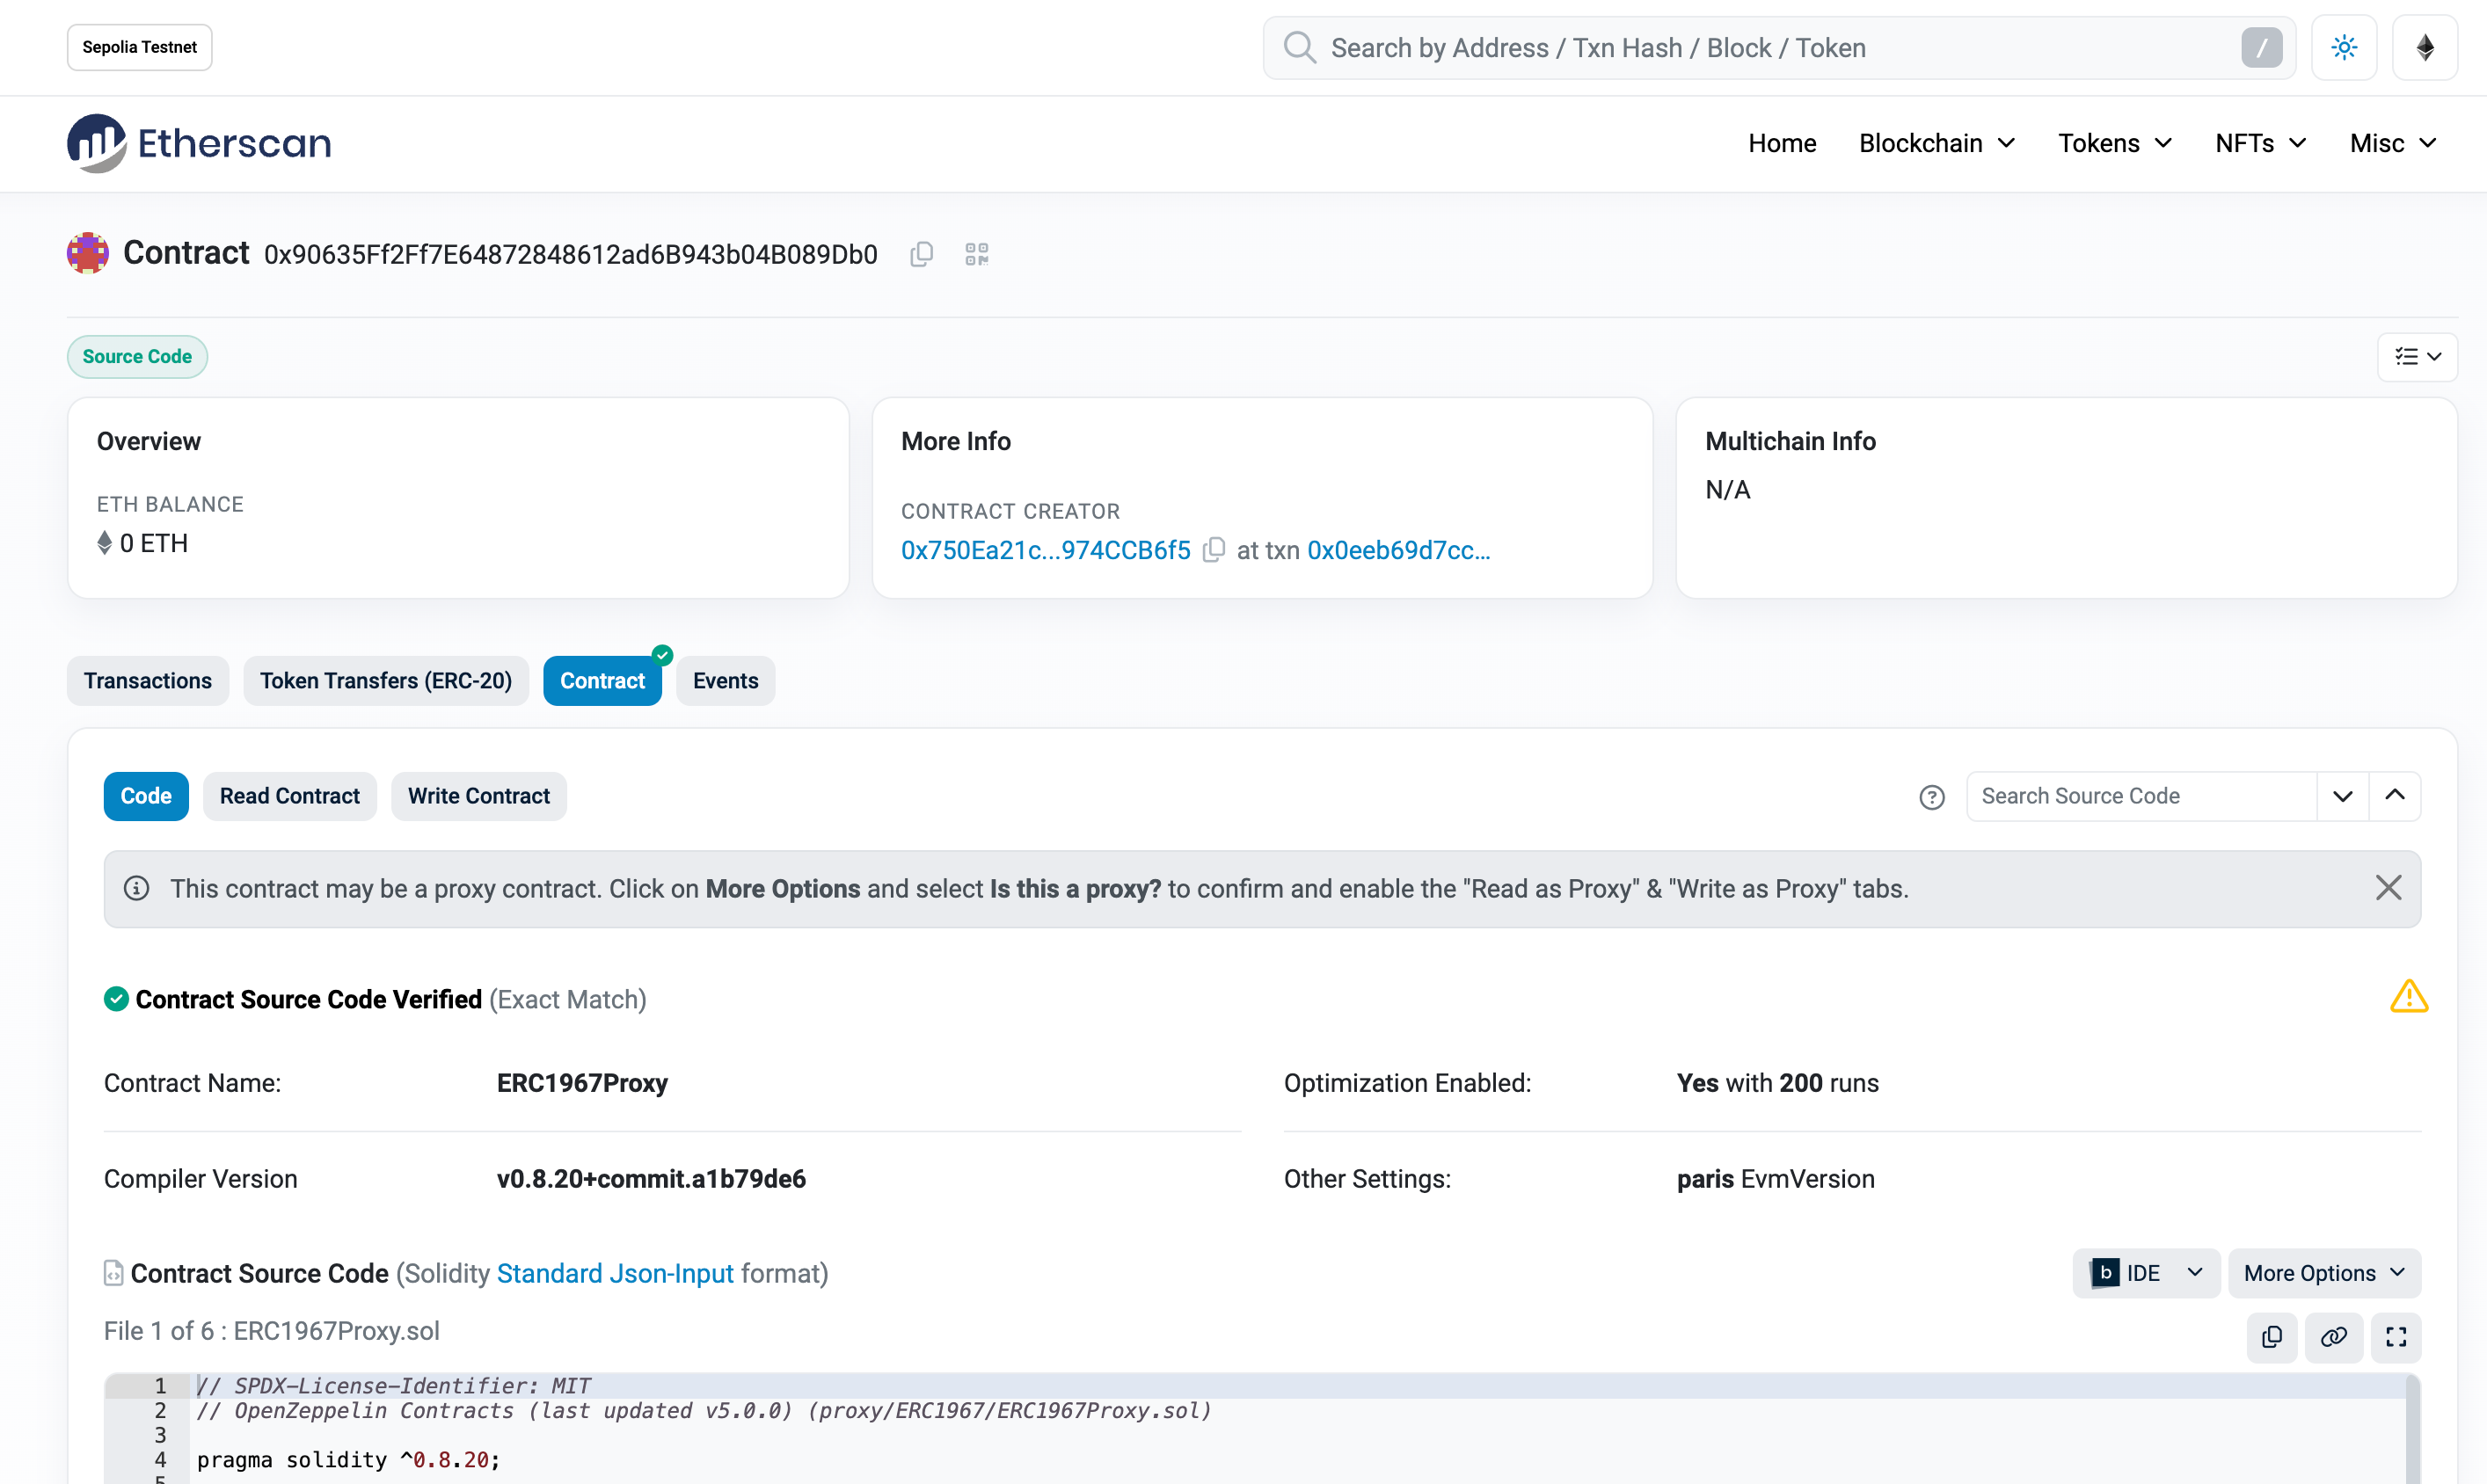 Sepolia Testnet
Search by Address / Txn Hash / Block / Token
/
Etherscan
Home
Blockchain
Tokens
NFTs
Misc
Contract 0x90635Ff2Ff7E64872848612ad6B943b04B089Db0
Source Code
Overview
ETH BALANCE
0 ETH
More Info
CONTRACT CREATOR
0x750Ea21c...974CCB6f5 at txn 0x0eeb69d7cc...
Multichain Info
N/A
Transactions
Token Transfers (ERC-20)
Contract
Events
Code
Read Contract
Write Contract
Search Source Code
This contract may be a proxy contract. Click on More Options and select Is this a proxy? to confirm and enable the "Read as Proxy" & "Write as Proxy" tabs.
Contract Source Code Verified (Exact Match)
Contract Name: ERC1967Proxy
Optimization Enabled: Yes with 200 runs
Compiler Version v0.8.20+commit.a1b79de6
Other Settings: paris EvmVersion
Contract Source Code (Solidity Standard Json-Input format)
b IDE
More Options
File 1 of 6 : ERC1967Proxy.sol
1 // SPDX-License-Identifier: MIT
2 // OpenZeppelin Contracts (last updated v5.0.0) (proxy/ERC1967/ERC1967Proxy.sol)
3
4 pragma solidity ^0.8.20;
5